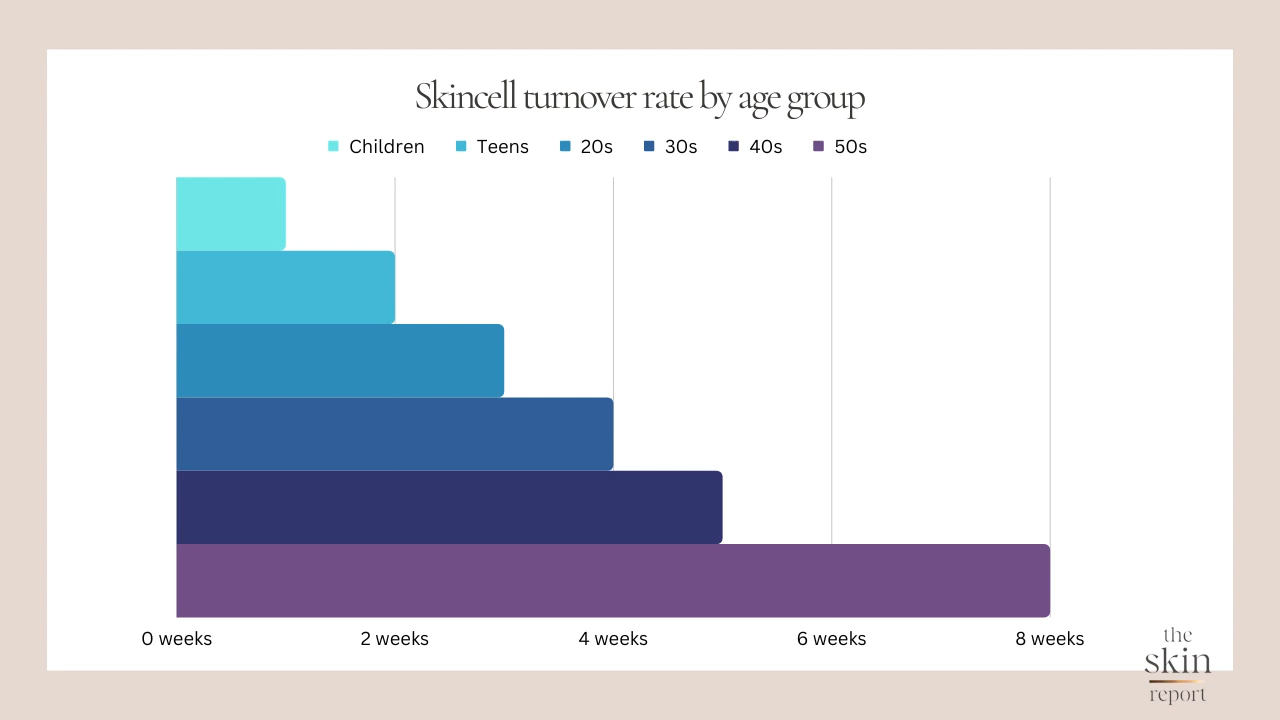 Skincell turnover rate by age group
Children Teens 20s 30s 40s 50s
0 weeks 2 weeks 4 weeks 6 weeks 8 weeks
the
skin
report